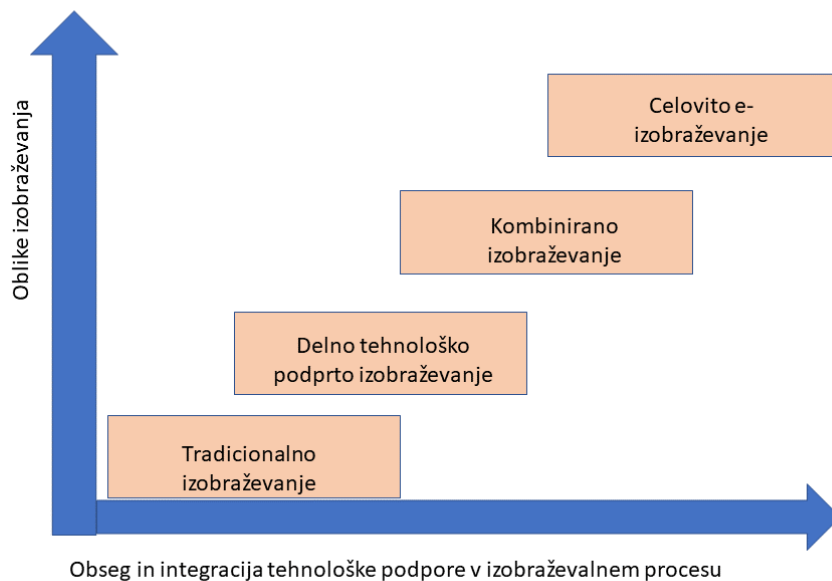 Oblike izobraževanja
Celovito e-
izobraževanje
Kombinirano
izobraževanje
Delno tehnološko
podprto izobraževanje
Tradicionalno
izobraževanje
Obseg in integracija tehnološke podpore v izobraževalnem procesu